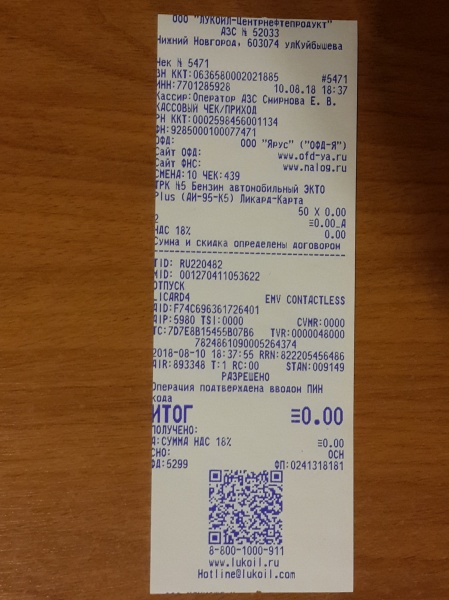 ООО "ЛУКОЙЛ-Центрнефтепродукт"
АЗС № 52033
Нижний Новгород, 603074 улКуйбышева
Чек № 5471
ЗН ККТ:0636580002021885 #5471
ИНН:7701285928 10.08.18 18:37
Кассир:Оператор АЗС Смирнова Е. В.
КАССОВЫЙ ЧЕК/ПРИХОД
РН ККТ:0002598456001134
ФН:9285000100077471
ОФД: ООО "Ярус" ("ОФД-Я")
Сайт ОФД: www.ofd-ya.ru
Сайт ФНС: www.nalog.ru
СМЕНА:10 ЧЕК:439
ТРК №5 Бензин автомобильный ЭКТО
Plus (АИ-95-К5) Ликард-Карта
50 X 0.00
2 ≡0.00_А
НДС 18% 0.00
Сумма и скидка определены договором
TID: RU220482
MID: 001270411053622
ОТПУСК
LICARD4 EMV CONTACTLESS
AID:F74C696361726401
AIP:5980 TSI:0000 CVMR:0000
TC:7D7E8B15455B07B6 TVR:0000048000
7824861090005264374
2018-08-10 18:37:55 RRN:822205456486
AIR:893348 T:1 RC:00 STAN:009149
РАЗРЕШЕНО
Операция подтверждена вводом ПИН
кода
ИТОГ ≡0.00
ПОЛУЧЕНО:
А:СУММА НДС 18% ≡0.00
СНО: ОСН
ФД:5299 ФП:0241318181
8-800-1000-911
www.lukoil.ru
Hotline@lukoil.com